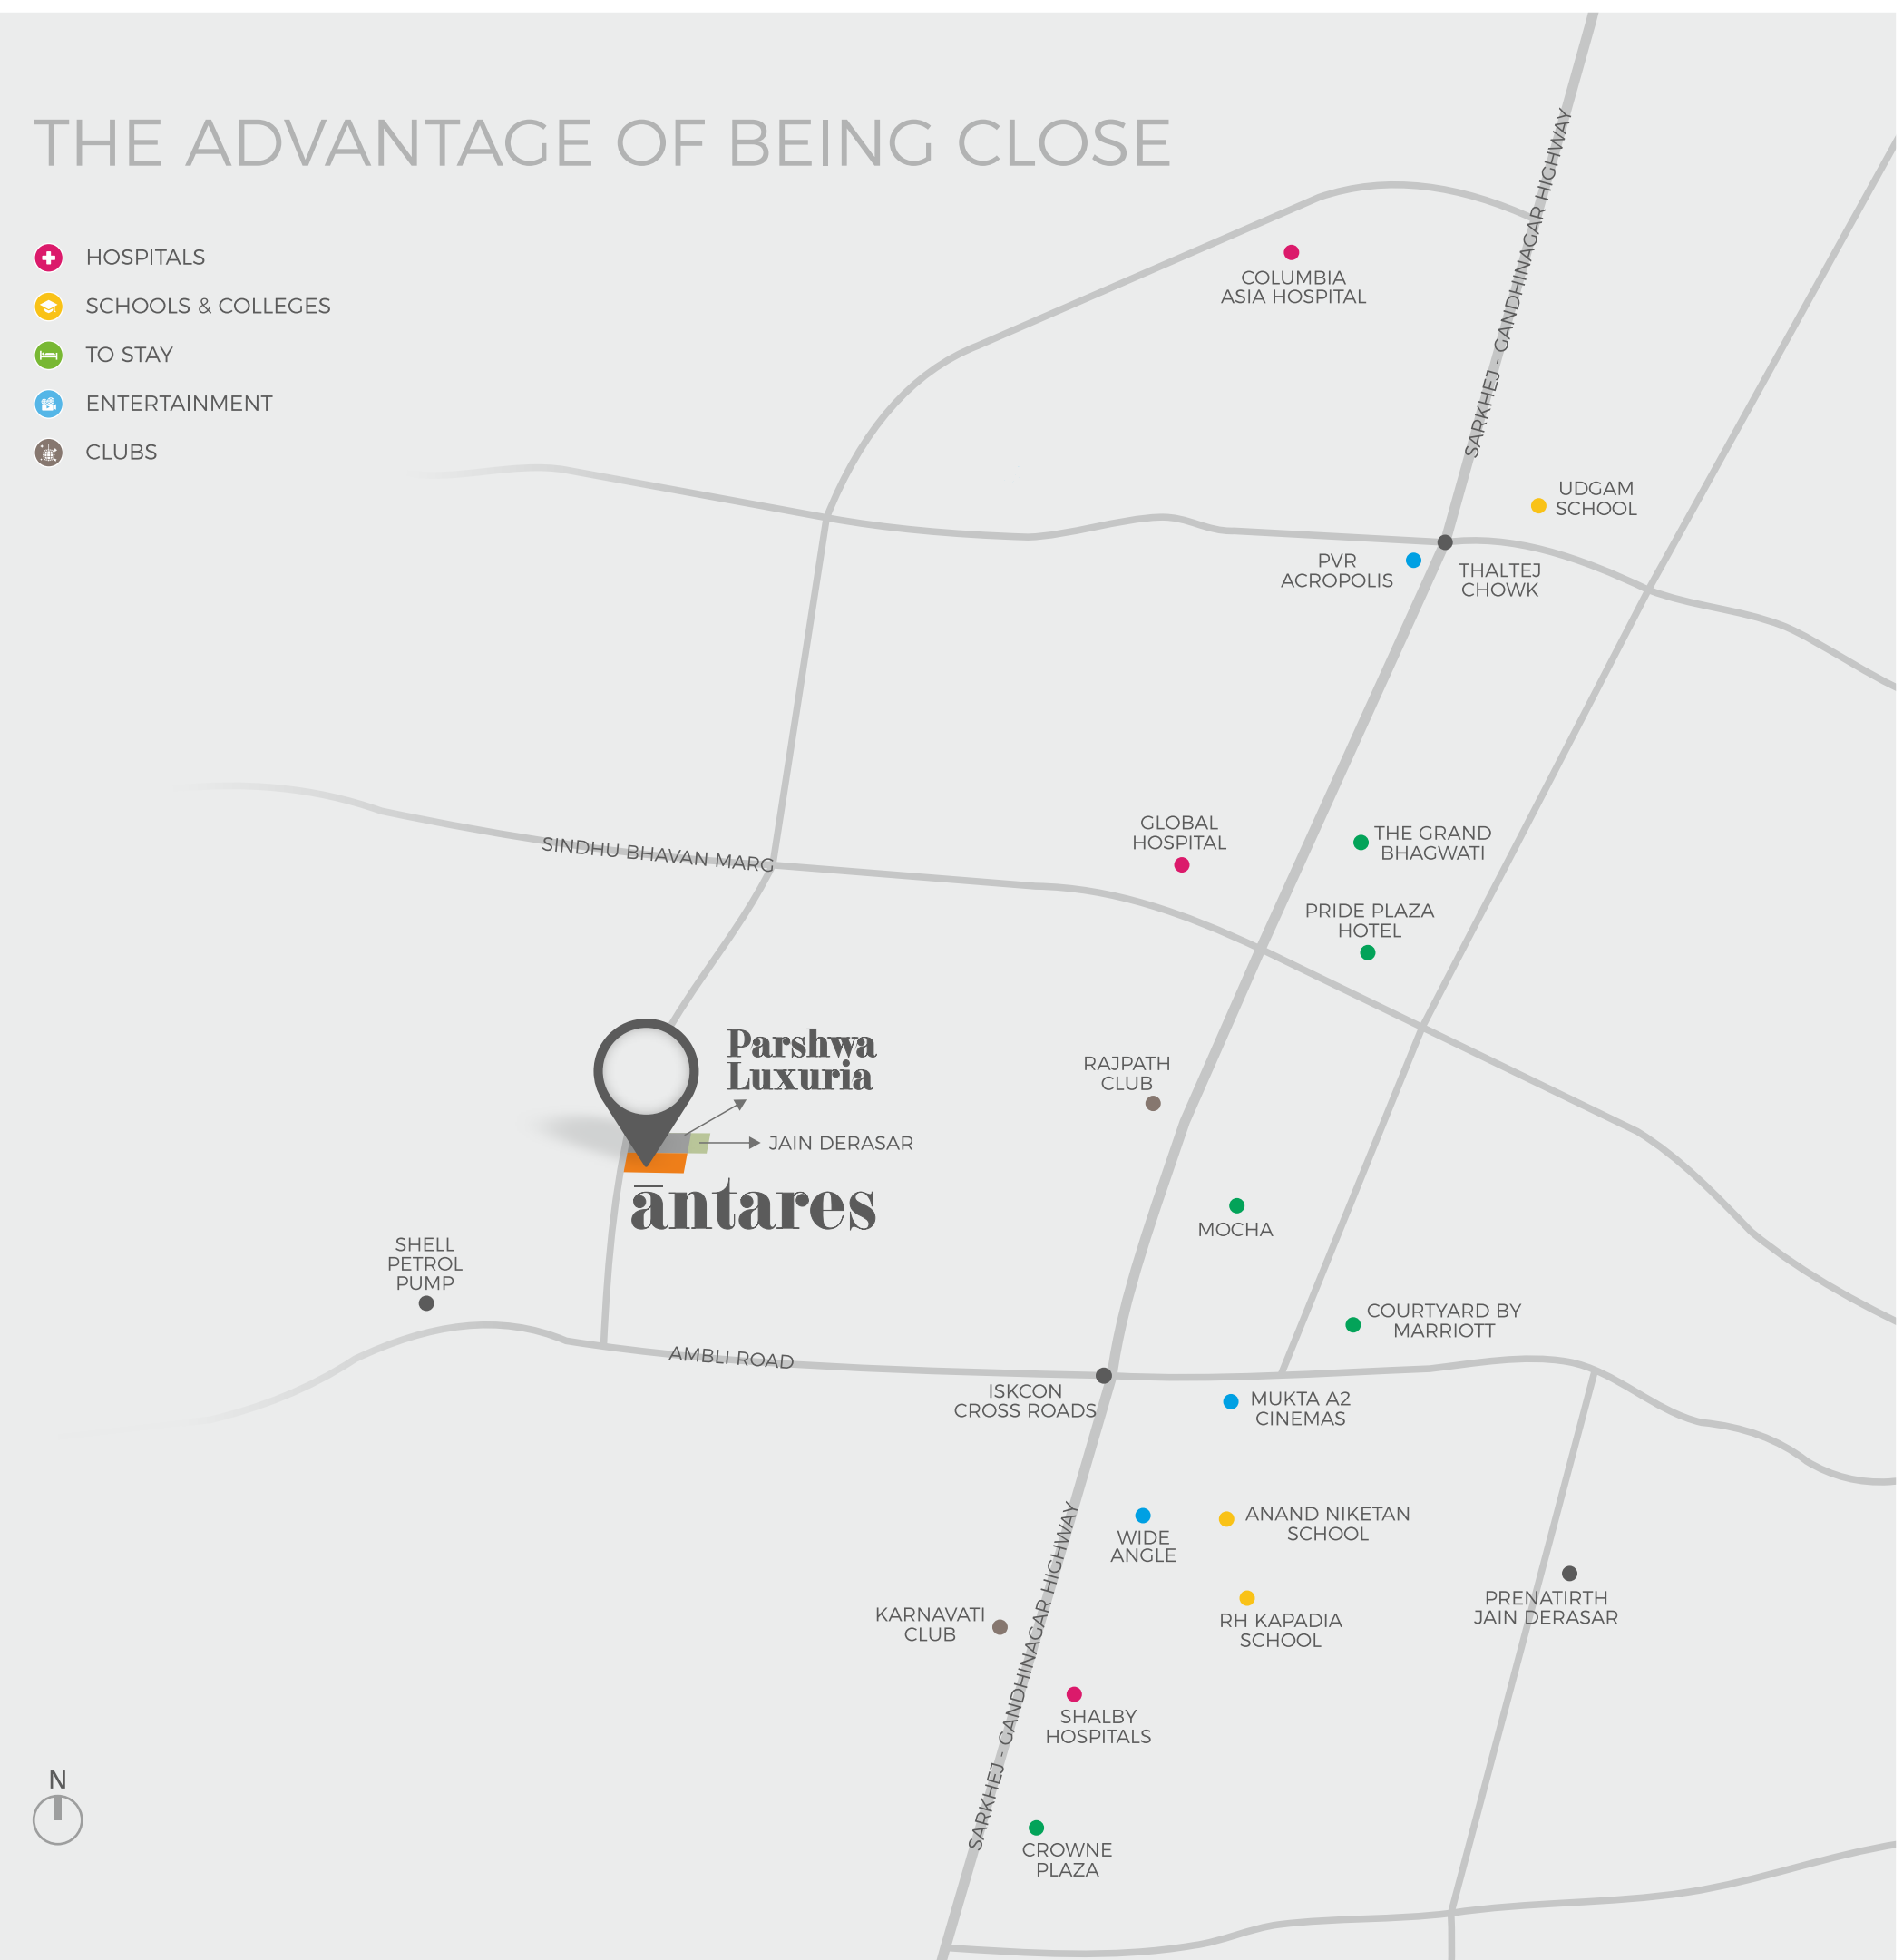 THE ADVANTAGE OF BEING CLOSE
HOSPITALS
SCHOOLS & COLLEGES
TO STAY
ENTERTAINMENT
CLUBS
SARKHEJ - GANDHINAGAR HIGHWAY
COLUMBIA
ASIA HOSPITAL
UDGAM
SCHOOL
PVR
ACROPOLIS
THALTEJ
CHOWK
SINDHU BHAVAN MARG
GLOBAL
HOSPITAL
THE GRAND
BHAGWATI
PRIDE PLAZA
HOTEL
Parshwa
Luxuria
RAJPATH
CLUB
JAIN DERASAR
āntares
MOCHA
SHELL
PETROL
PUMP
COURTYARD BY
MARRIOTT
AMBLI ROAD
ISKCON
CROSS ROADS
MUKTA A2
CINEMAS
WIDE
ANGLE
ANAND NIKETAN
SCHOOL
SARKHEJ - GANDHINAGAR HIGHWAY
KARNAVATI
CLUB
RH KAPADIA
SCHOOL
PRENATIRTH
JAIN DERASAR
SHALBY
HOSPITALS
N
CROWNE
PLAZA